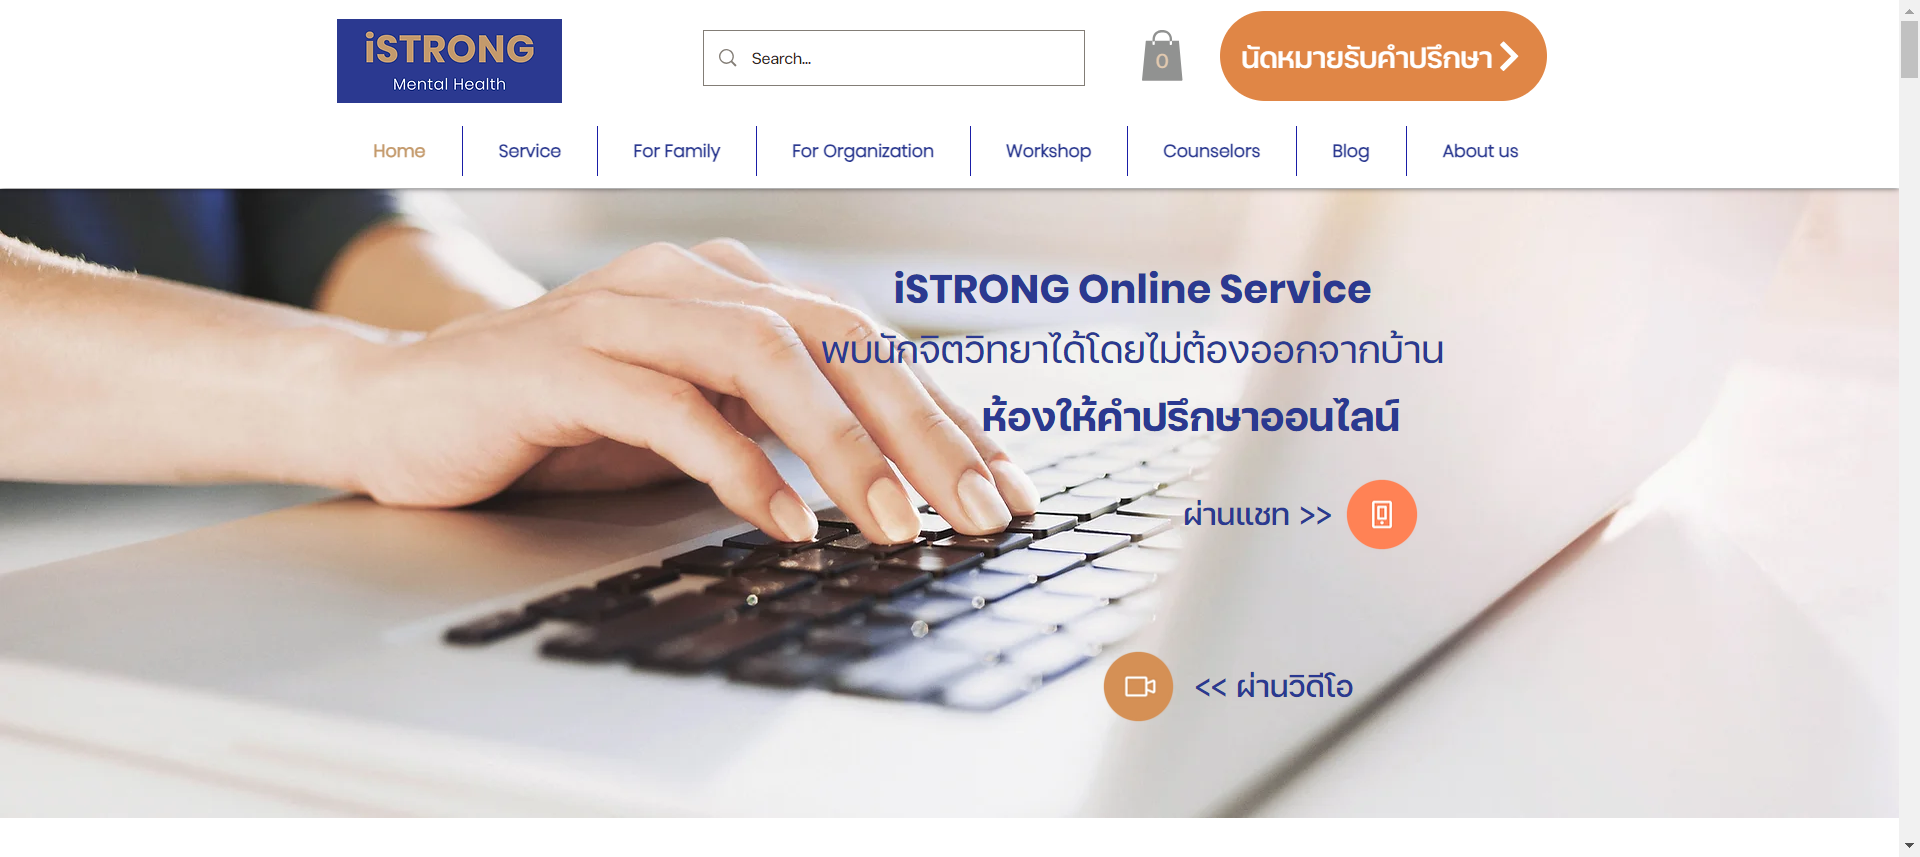 iSTRONG
Mental Health
Search...
0
นัดหมายรับคำปรึกษา
Home
Service
For Family
For Organization
Workshop
Counselors
Blog
About us
iSTRONG Online Service
พบนักจิตวิทยาได้โดยไม่ต้องออกจากบ้าน
ห้องให้คำปรึกษาออนไลน์
ผ่านแชท >>
<< ผ่านวิดีโอ